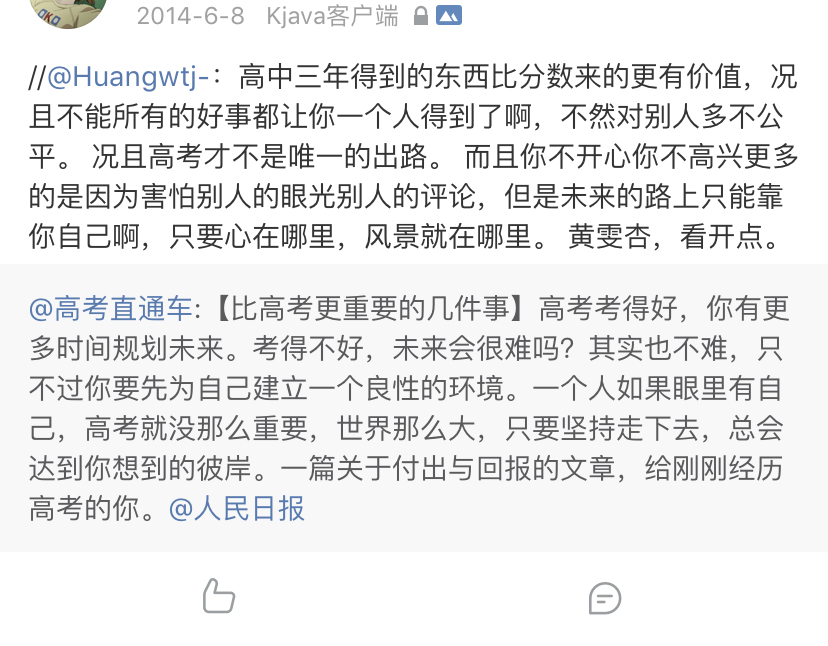 aka
2014-6-8 Kjava客户端
//@Huangwtj-：高中三年得到的东西比分数来的更有价值，况
且不能所有的好事都让你一个人得到了啊，不然对别人多不公
平。 况且高考才不是唯一的出路。 而且你不开心你不高兴更多
的是因为害怕别人的眼光别人的评论，但是未来的路上只能靠
你自己啊，只要心在哪里，风景就在哪里。 黄雯杏，看开点。
@高考直通车:【比高考更重要的几件事】高考考得好，你有更
多时间规划未来。考得不好，未来会很难吗？其实也不难，只
不过你要先为自己建立一个良性的环境。一个人如果眼里有自
己，高考就没那么重要，世界那么大，只要坚持走下去，总会
达到你想到的彼岸。一篇关于付出与回报的文章，给刚刚经历
高考的你。@人民日报